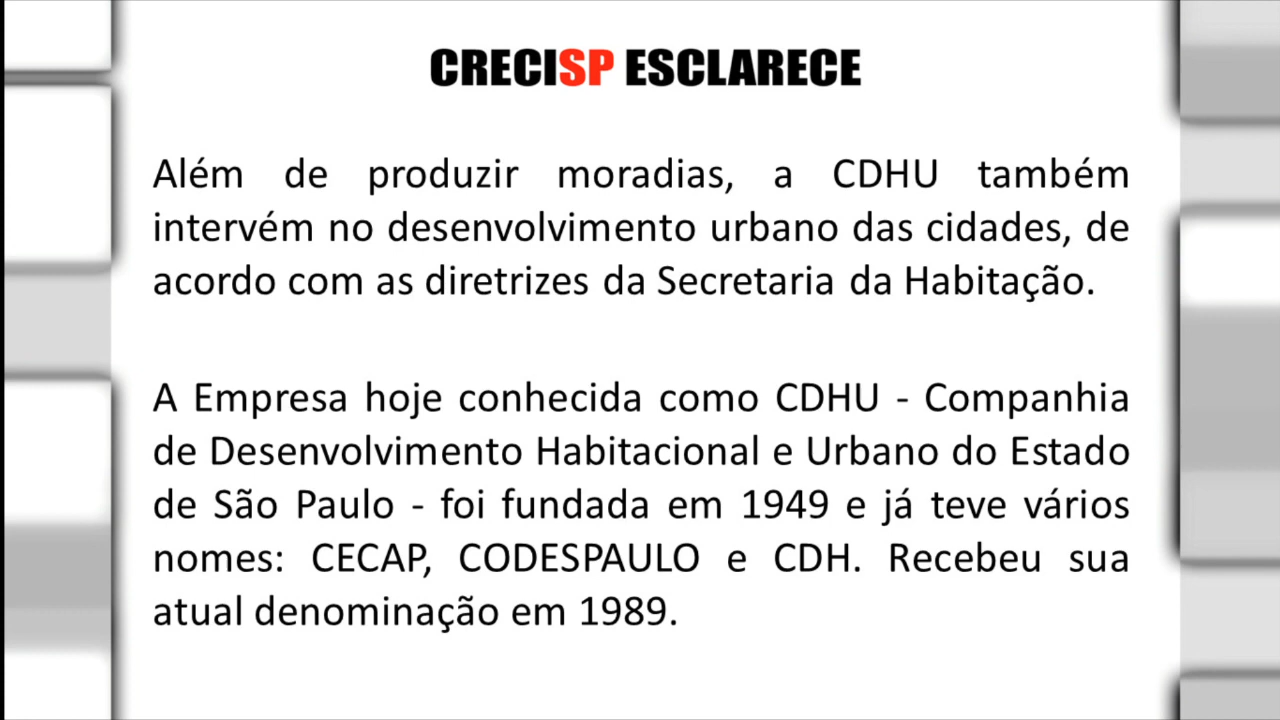 CRECISP ESCLARECE
Além de produzir moradias, a CDHU também
intervém no desenvolvimento urbano das cidades, de
acordo com as diretrizes da Secretaria da Habitação.
A Empresa hoje conhecida como CDHU - Companhia
de Desenvolvimento Habitacional e Urbano do Estado
de São Paulo - foi fundada em 1949 e já teve vários
nomes: CECAP, CODESPAULO e CDH. Recebeu sua
atual denominação em 1989.